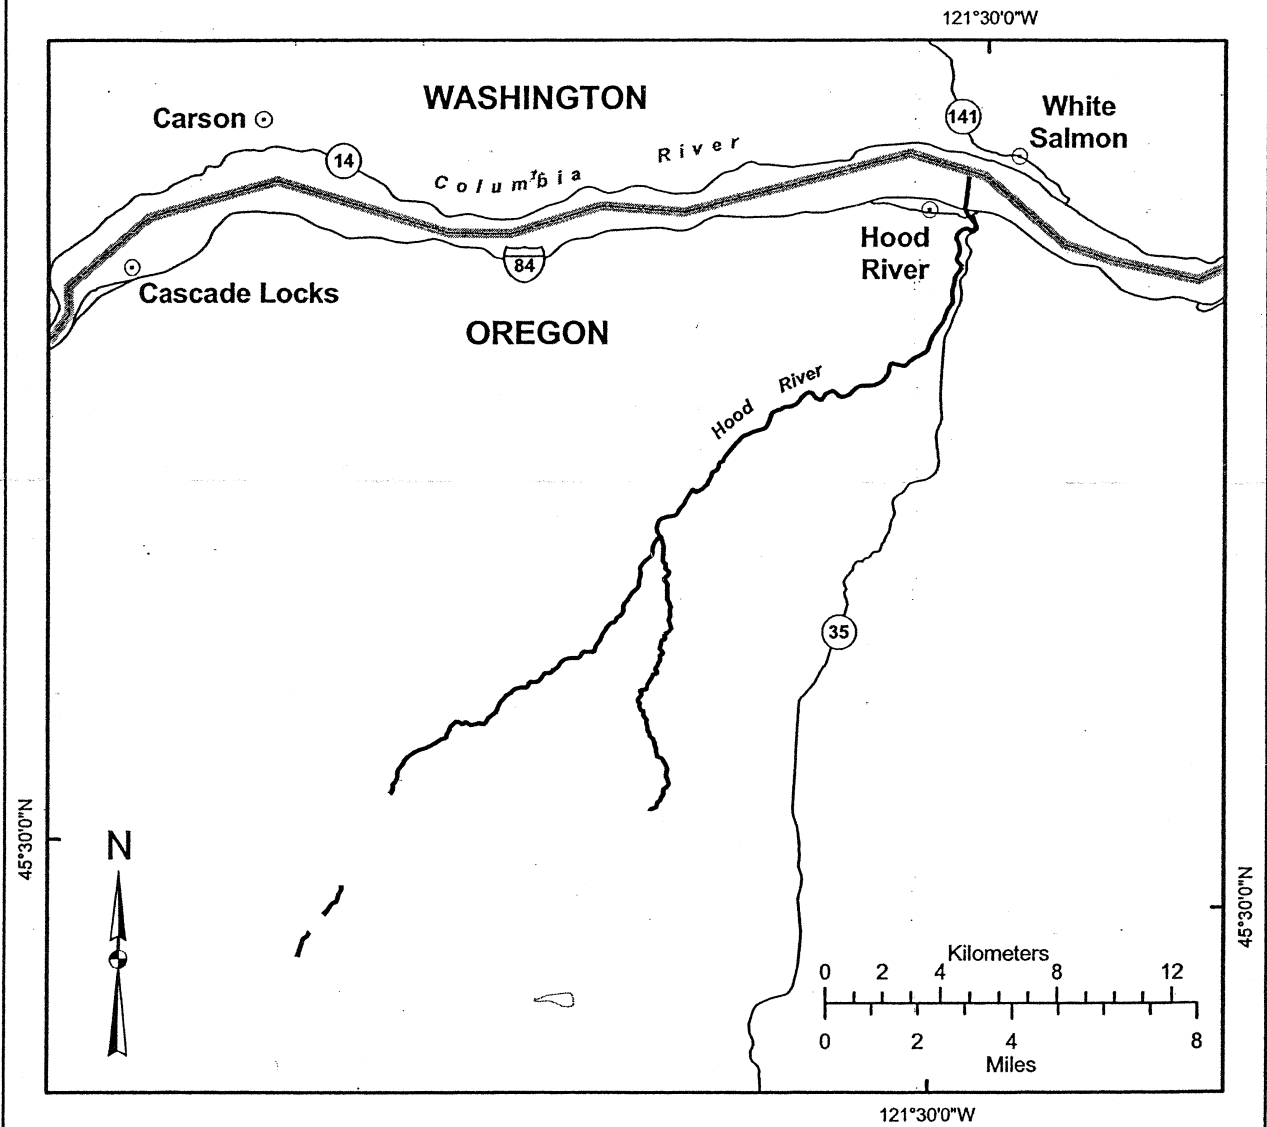 121°30'0"W
WASHINGTON
Carson
141
White
Salmon
14
Columbia River
Hood
River
84
Cascade Locks
OREGON
Hood River
35
45°30'0"N
N
45°30'0"N
Kilometers
0 2 4 8 12
0 2 4 8
Miles
121°30'0"W